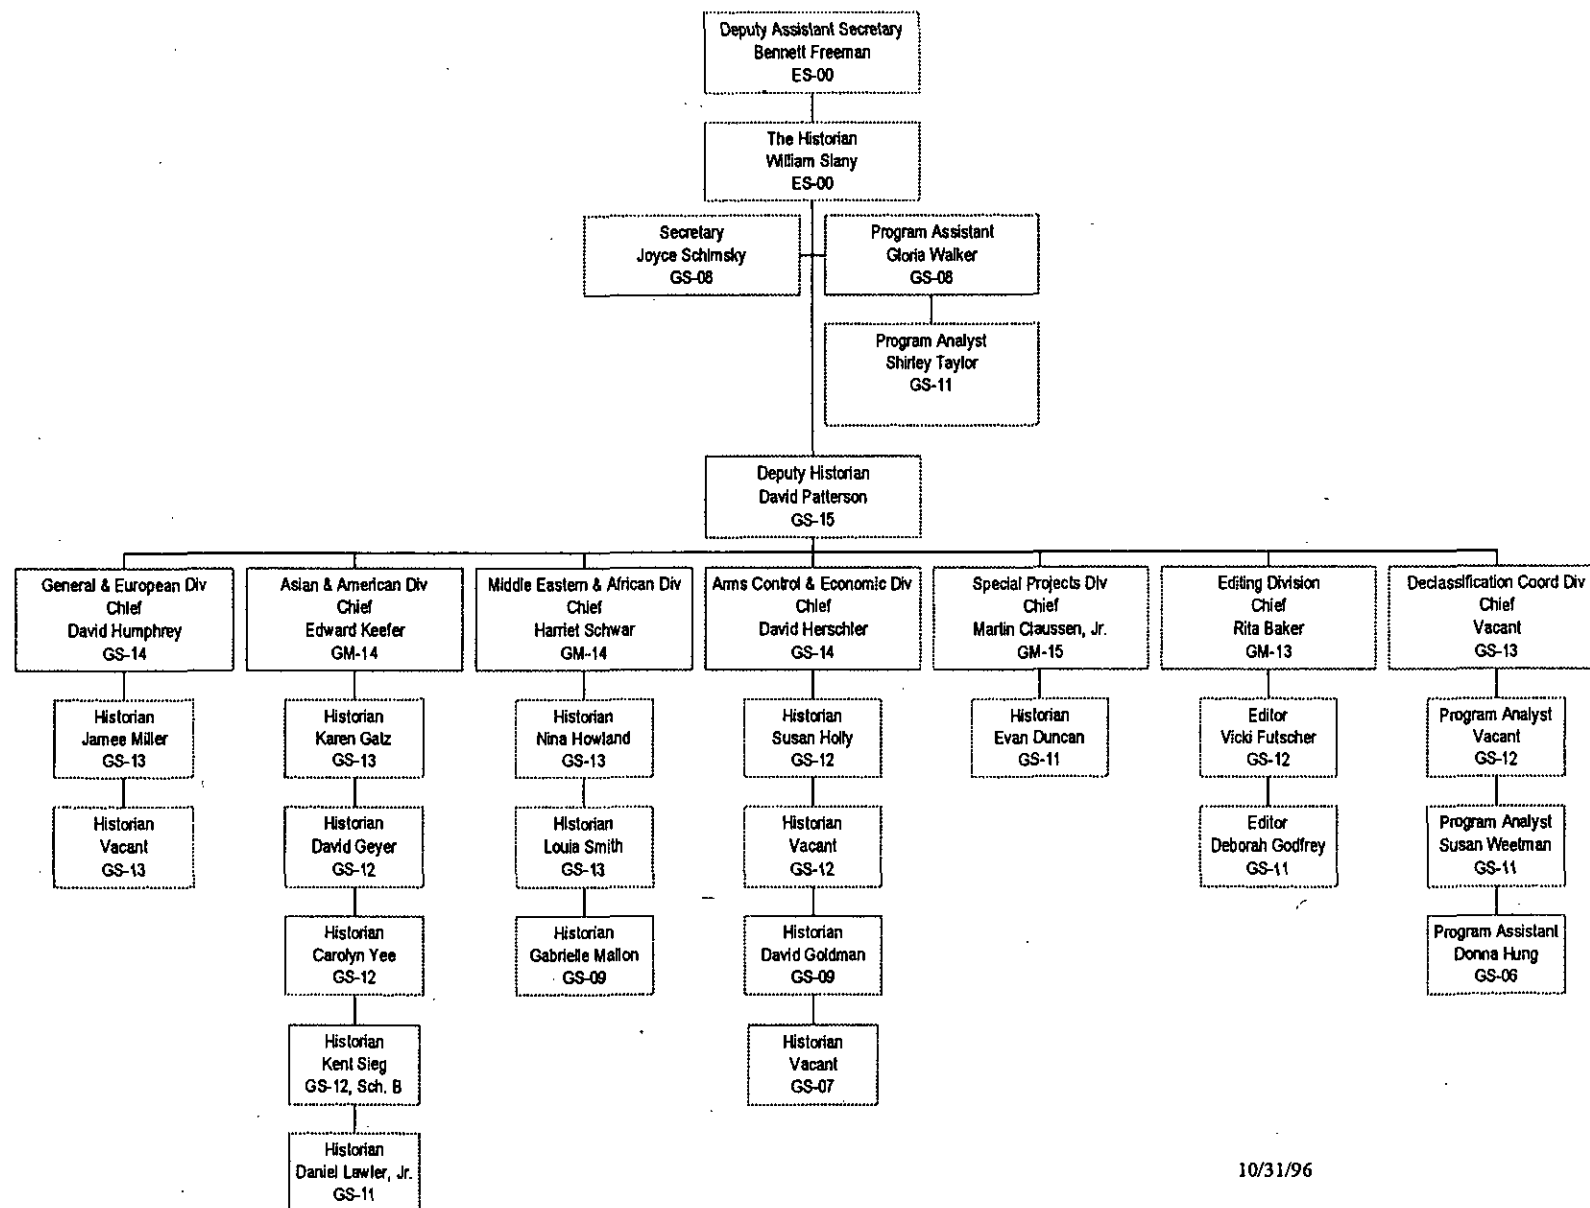 Deputy Assistant Secretary
Bennett Freeman
ES-00
The Historian
William Slany
ES-00
Secretary
Joyce Schimsky
GS-08
Program Assistant
Gloria Walker
GS-08
Program Analyst
Shirley Taylor
GS-11
Deputy Historian
David Patterson
GS-15
General & European Div
Chief
David Humphrey
GS-14
Historian
James Miller
GS-13
Historian
Vacant
GS-13
Asian & American Div
Chief
Edward Keefer
GM-14
Historian
Karen Gatz
GS-13
Historian
David Geyer
GS-12
Historian
Carolyn Yee
GS-12
Historian
Kent Sieg
GS-12, Sch. B
Historian
Daniel Lawler, Jr.
GS-11
Middle Eastern & African Div
Chief
Harriet Schwar
GM-14
Historian
Nina Howland
GS-13
Historian
Louis Smith
GS-13
Historian
Gabrielle Mallon
GS-09
Arms Control & Economic Div
Chief
David Herschler
GS-14
Historian
Susan Holly
GS-12
Historian
Vacant
GS-12
Historian
David Goldman
GS-09
Historian
Vacant
GS-07
Special Projects Div
Chief
Martin Claussen, Jr.
GM-15
Historian
Evan Duncan
GS-11
Editing Division
Chief
Rita Baker
GM-13
Editor
Vicki Futscher
GS-12
Editor
Deborah Godfrey
GS-11
Declassification Coord Div
Chief
Vacant
GS-13
Program Analyst
Vacant
GS-12
Program Analyst
Susan Weetman
GS-11
Program Assistant
Donna Hung
GS-06
10/31/96